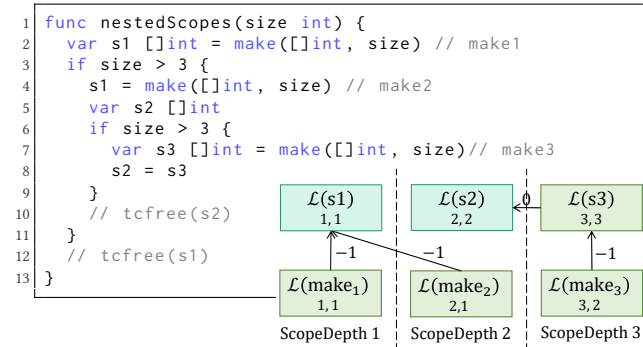 1 func nestedScopes(size int) {
2 var s1 []int = make([]int, size) // make1
3 if size > 3 {
4 s1 = make([]int, size) // make2
5 var s2 []int
6 if size > 3 {
7 var s3 []int = make([]int, size)// make3
8 s2 = s3
9 }
10 // tcfree(s2)
11 }
12 // tcfree(s1)
13 }
ℒ(s1) ℒ(s2) 0 ℒ(s3)
1, 1 2, 2 3, 3
−1 −1 −1
ℒ(make₁) ℒ(make₂) ℒ(make₃)
1, 1 2,1 3, 2
ScopeDepth 1 ScopeDepth 2 ScopeDepth 3